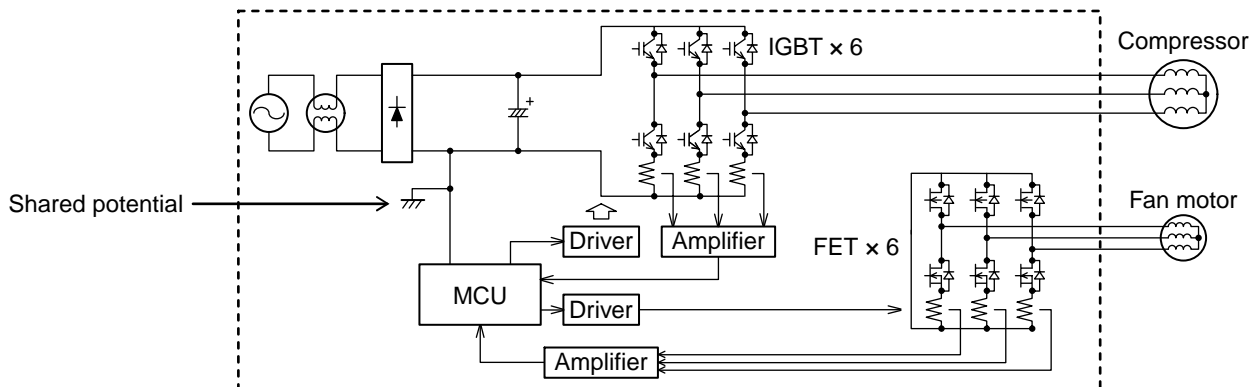 IGBT × 6
Compressor
+
Shared potential
Fan motor
Driver
Amplifier
FET × 6
MCU
Driver
Amplifier